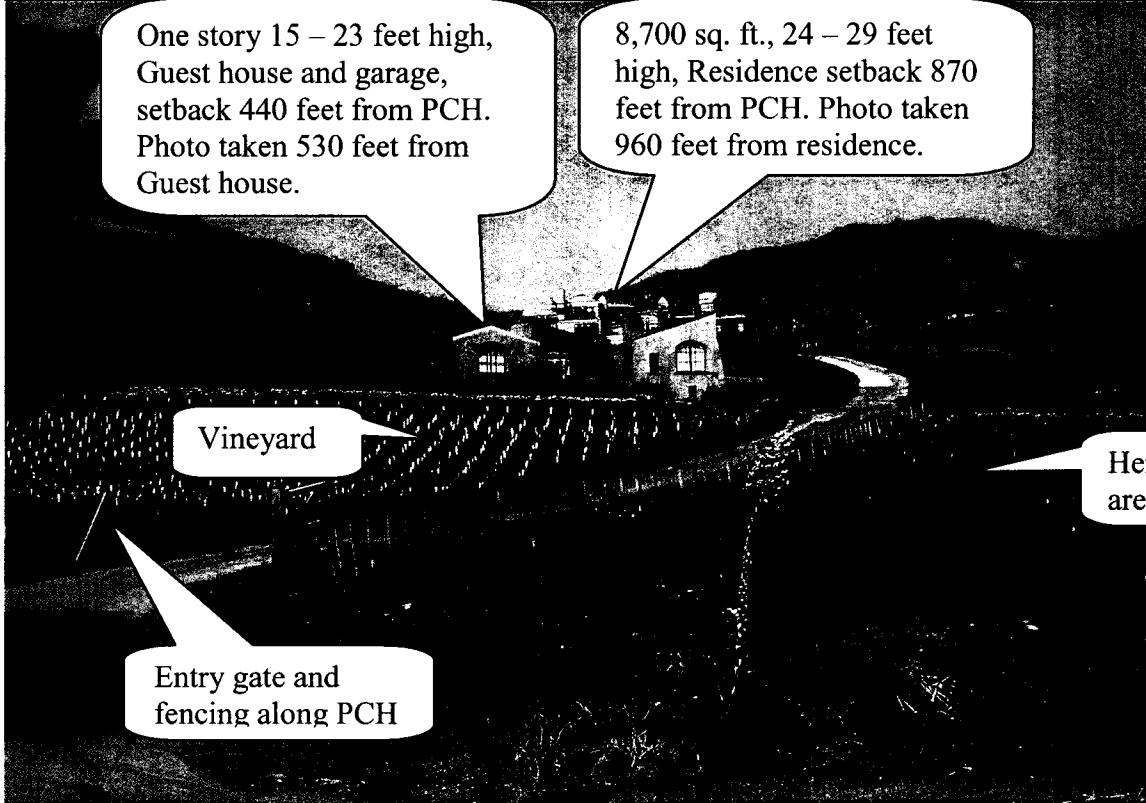 One story 15 – 23 feet high,
Guest house and garage,
setback 440 feet from PCH.
Photo taken 530 feet from
Guest house.
8,700 sq. ft., 24 – 29 feet
high, Residence setback 870
feet from PCH. Photo taken
960 feet from residence.
Vineyard
are
Entry gate and
fencing along PCH